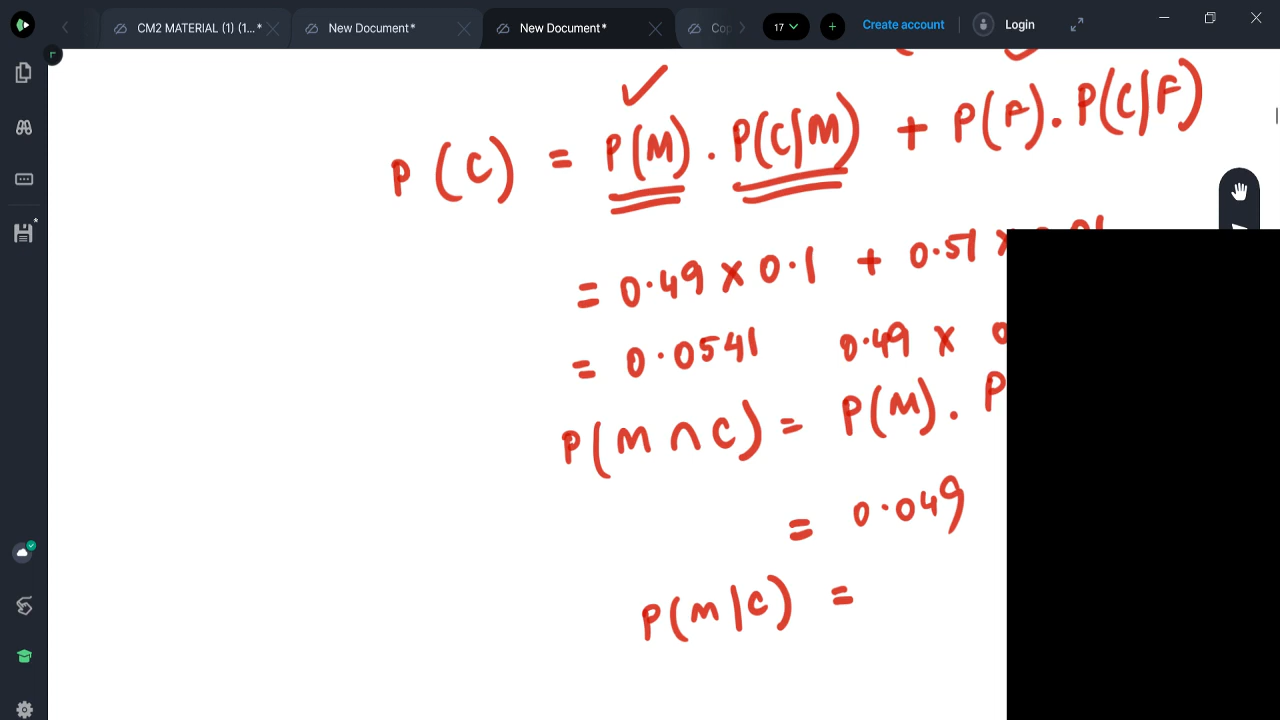 CM2 MATERIAL (1) (1...* New Document* New Document* Cop 17 + Create account Login
P(C) = P(M) . P(C|M) + P(F) . P(C|F)
= 0.49 x 0.1 + 0.51 x
= 0.0541 0.49 x
P(M ∩ C) = P(M) . P
= 0.049
P(M|C) =